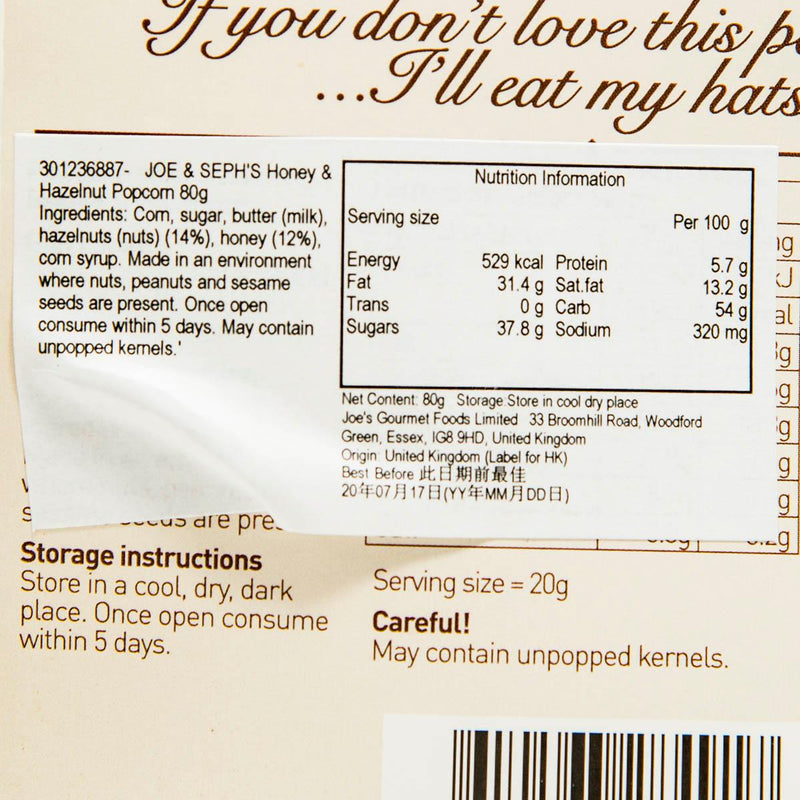 If you don't love this
...I'll eat my hats
301236887- JOE & SEPH'S Honey &
Hazelnut Popcorn 80g
Ingredients: Corn, sugar, butter (milk),
hazelnuts (nuts) (14%), honey (12%),
corn syrup. Made in an environment
where nuts, peanuts and sesame
seeds are present. Once open
consume within 5 days. May contain
unpopped kernels.'
Nutrition Information
Serving size Per 100 g
Energy 529 kcal Protein 5.7 g
Fat 31.4 g Sat.fat 13.2 g
Trans 0 g Carb 54 g
Sugars 37.8 g Sodium 320 mg
Net Content: 80g Storage:Store in cool dry place
Joe's Gourmet Foods Limited 33 Broomhill Road, Woodford
Green, Essex, IG8 9HD, United Kingdom
Origin: United Kingdom (Label for HK)
Best Before 此日期前最佳
20年07月17日(YY年MM月DD日)
are
Storage instructions
Store in a cool, dry, dark
place. Once open consume
within 5 days.
Serving size = 20g
Careful!
May contain unpopped kernels.